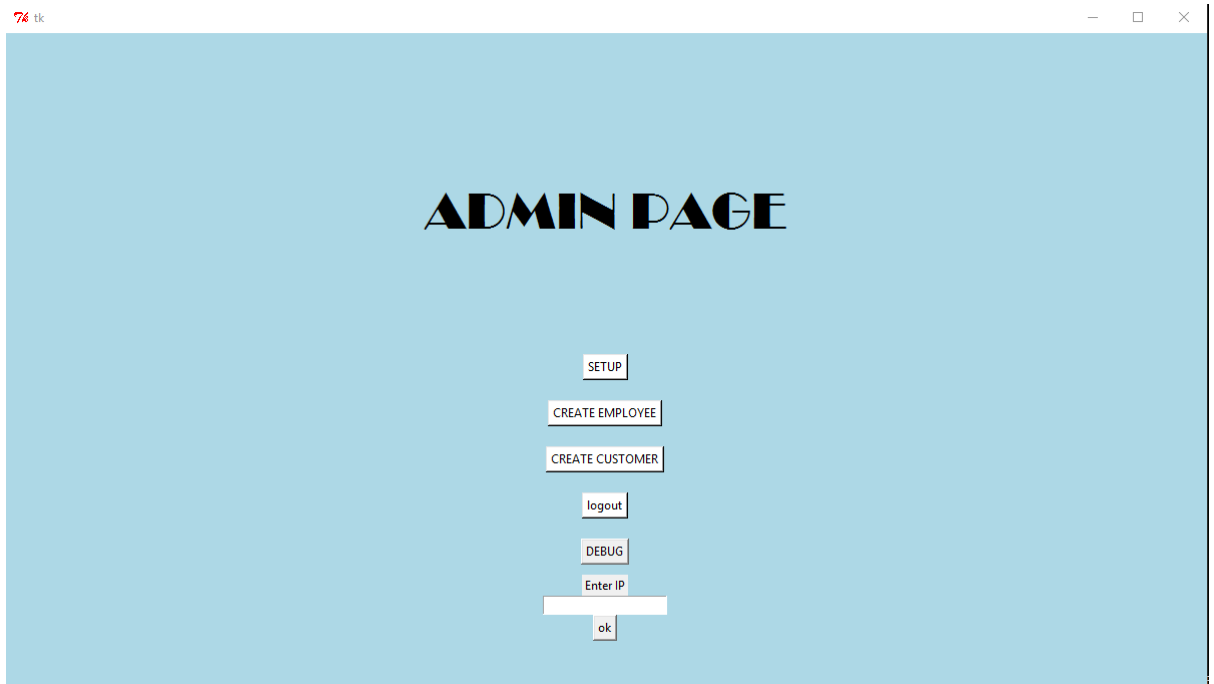 tk
ADMIN PAGE
SETUP
CREATE EMPLOYEE
CREATE CUSTOMER
logout
DEBUG
Enter IP
ok